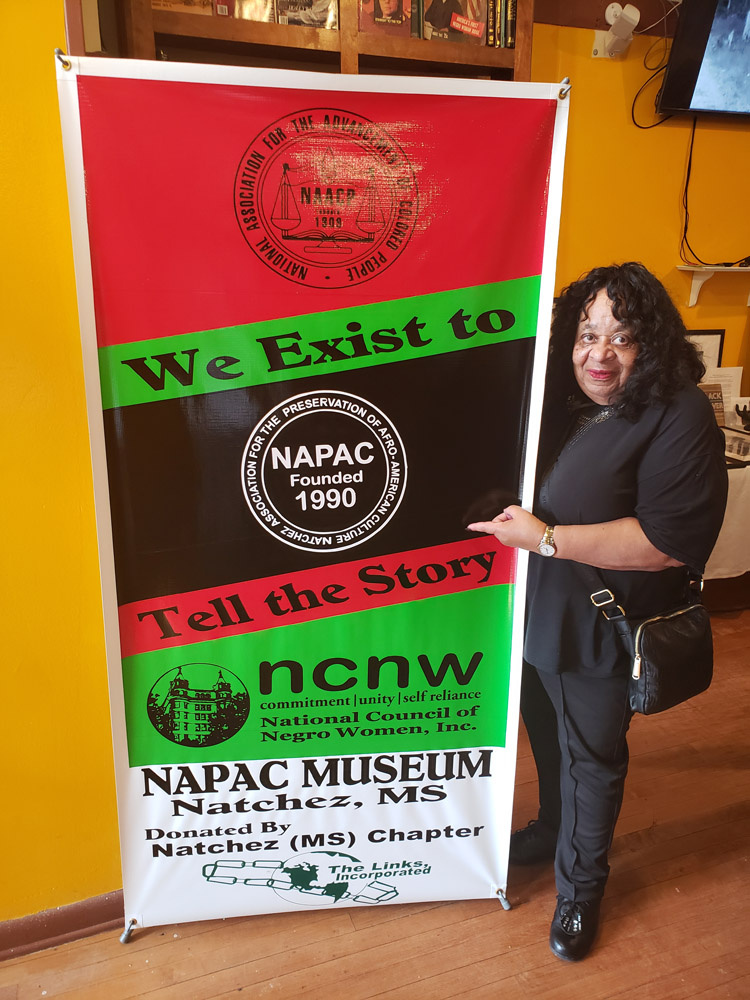 NATIONAL ASSOCIATION FOR THE ADVANCEMENT OF COLORED PEOPLE •
NAACP
1909
We Exist to
NATCHEZ ASSOCIATION FOR THE PRESERVATION OF AFRO-AMERICAN CULTURE
NAPAC
Founded
1990
Tell the Story
ncnw
commitment|unity|self reliance
National Council of
Negro Women, Inc.
NAPAC MUSEUM
Natchez, MS
Donated By
Natchez (MS) Chapter
The Links,
Incorporated